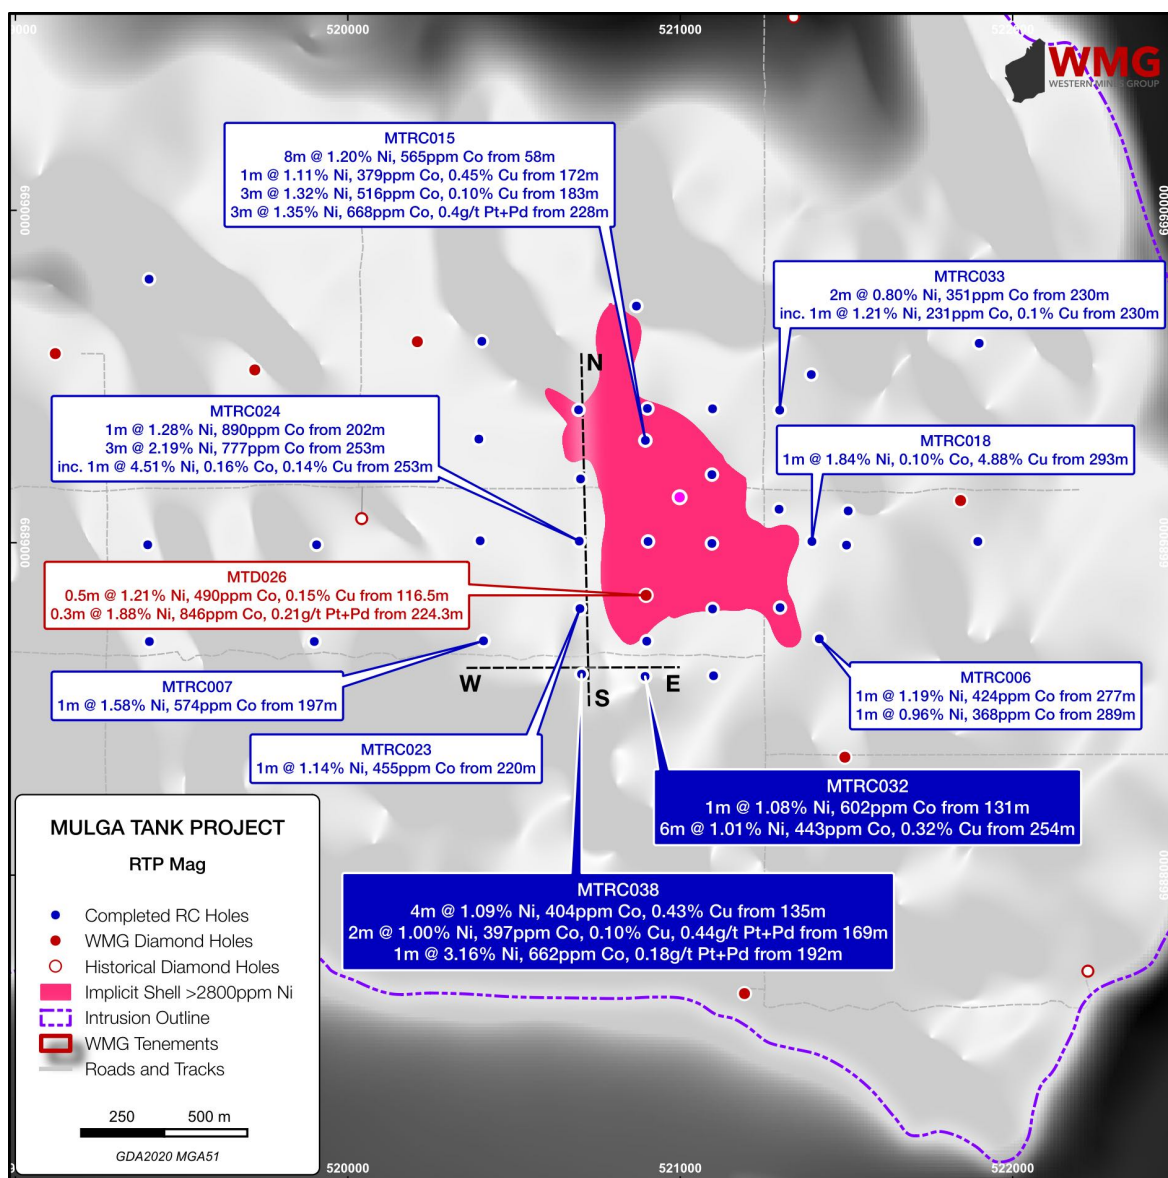 000
520000
521000
522000
WMG
WESTERN MINES GROUP
MTRC015
8m @ 1.20% Ni, 565ppm Co from 58m
1m @ 1.11% Ni, 379ppm Co, 0.45% Cu from 172m
3m @ 1.32% Ni, 516ppm Co, 0.10% Cu from 183m
3m @ 1.35% Ni, 668ppm Co, 0.4g/t Pt+Pd from 228m
6690000
6690000
MTRC033
2m @ 0.80% Ni, 351ppm Co from 230m
inc. 1m @ 1.21% Ni, 231ppm Co, 0.1% Cu from 230m
N
MTRC024
1m @ 1.28% Ni, 890ppm Co from 202m
3m @ 2.19% Ni, 777ppm Co from 253m
inc. 1m @ 4.51% Ni, 0.16% Co, 0.14% Cu from 253m
MTRC018
1m @ 1.84% Ni, 0.10% Co, 4.88% Cu from 293m
6689000
6689000
MTD026
0.5m @ 1.21% Ni, 490ppm Co, 0.15% Cu from 116.5m
0.3m @ 1.88% Ni, 846ppm Co, 0.21g/t Pt+Pd from 224.3m
MTRC007
1m @ 1.58% Ni, 574ppm Co from 197m
W
S
E
MTRC006
1m @ 1.19% Ni, 424ppm Co from 277m
1m @ 0.96% Ni, 368ppm Co from 289m
MTRC023
1m @ 1.14% Ni, 455ppm Co from 220m
MTRC032
1m @ 1.08% Ni, 602ppm Co from 131m
6m @ 1.01% Ni, 443ppm Co, 0.32% Cu from 254m
6688000
MTRC038
4m @ 1.09% Ni, 404ppm Co, 0.43% Cu from 135m
2m @ 1.00% Ni, 397ppm Co, 0.10% Cu, 0.44g/t Pt+Pd from 169m
1m @ 3.16% Ni, 662ppm Co, 0.18g/t Pt+Pd from 192m
MULGA TANK PROJECT
RTP Mag
Completed RC Holes
WMG Diamond Holes
Historical Diamond Holes
Implicit Shell >2800ppm Ni
Intrusion Outline
WMG Tenements
Roads and Tracks
250 500 m
GDA2020 MGA51
520000
521000
522000